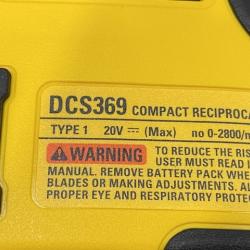 DCS369 COMPACT RECIPROCA
TYPE 1 20V ⎓ (Max) no 0-2800/m
⚠WARNING TO REDUCE THE RIS
USER MUST READ I
MANUAL. REMOVE BATTERY PACK WHE
BLADES OR MAKING ADJUSTMENTS. AL
PROPER EYE AND RESPIRATORY PROTE